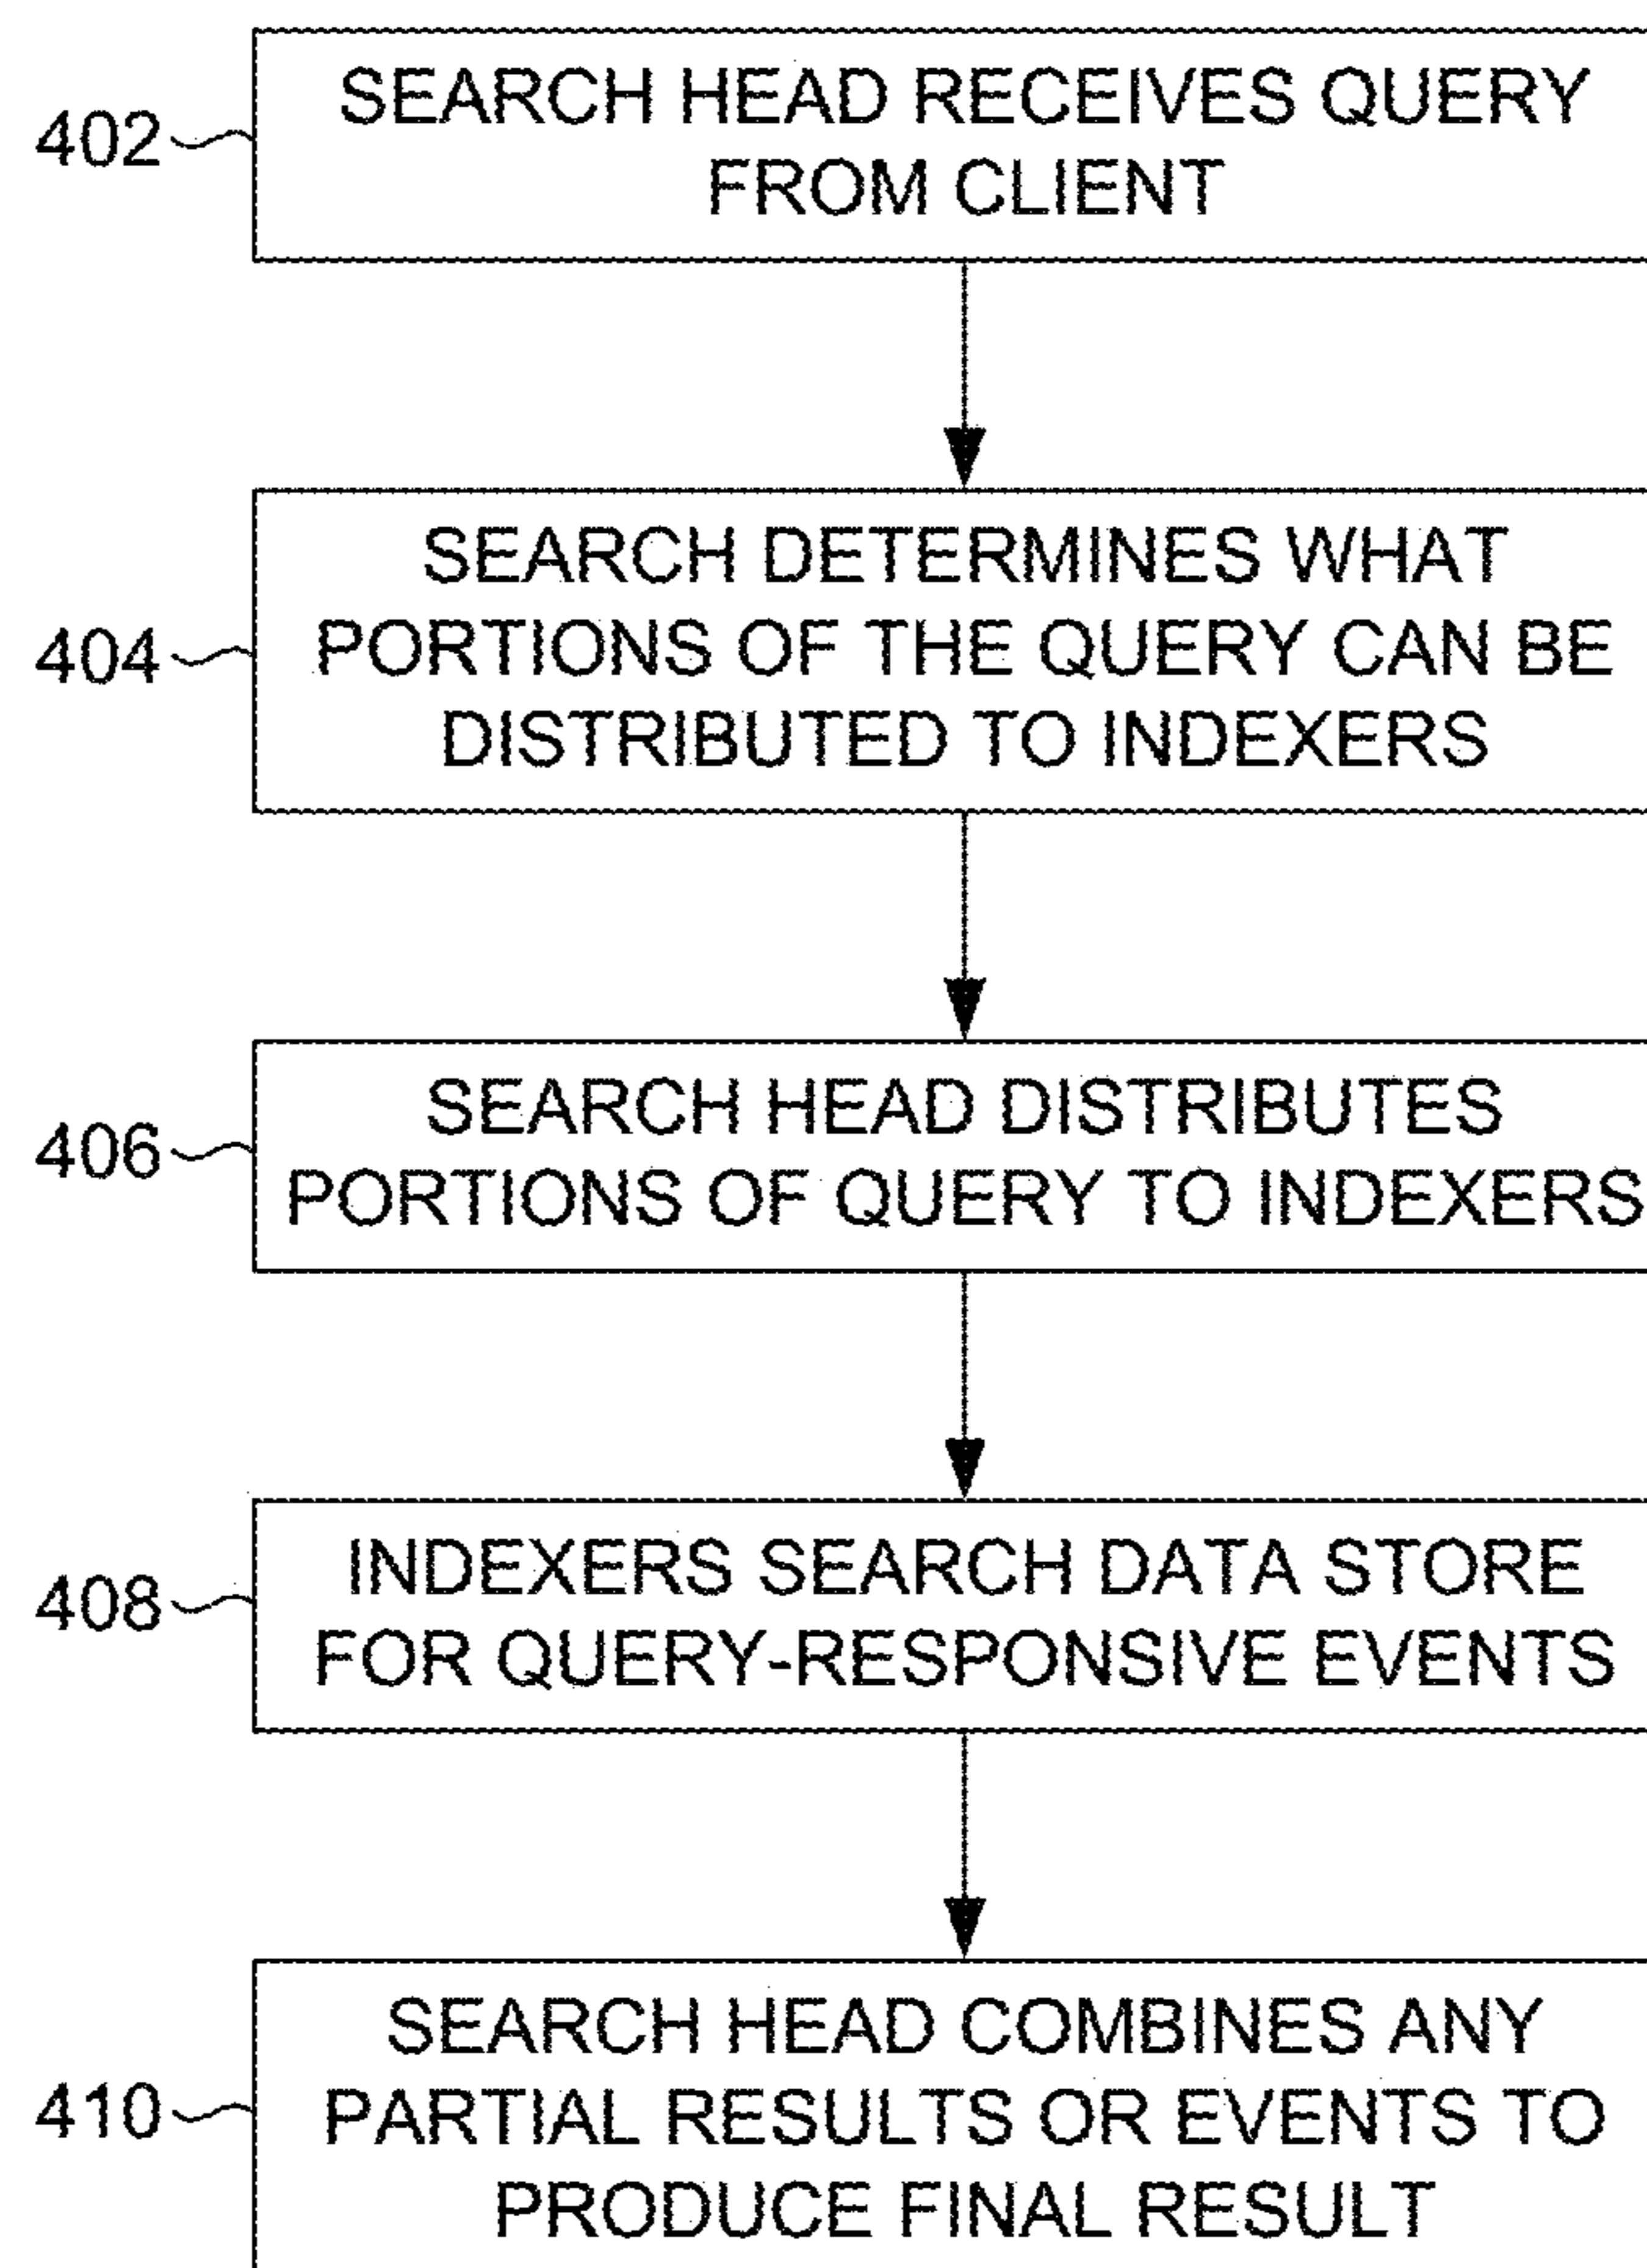 402
SEARCH HEAD RECEIVES QUERY
FROM CLIENT
404
SEARCH DETERMINES WHAT
PORTIONS OF THE QUERY CAN BE
DISTRIBUTED TO INDEXERS
406
SEARCH HEAD DISTRIBUTES
PORTIONS OF QUERY TO INDEXERS
408
INDEXERS SEARCH DATA STORE
FOR QUERY-RESPONSIVE EVENTS
410
SEARCH HEAD COMBINES ANY
PARTIAL RESULTS OR EVENTS TO
PRODUCE FINAL RESULT